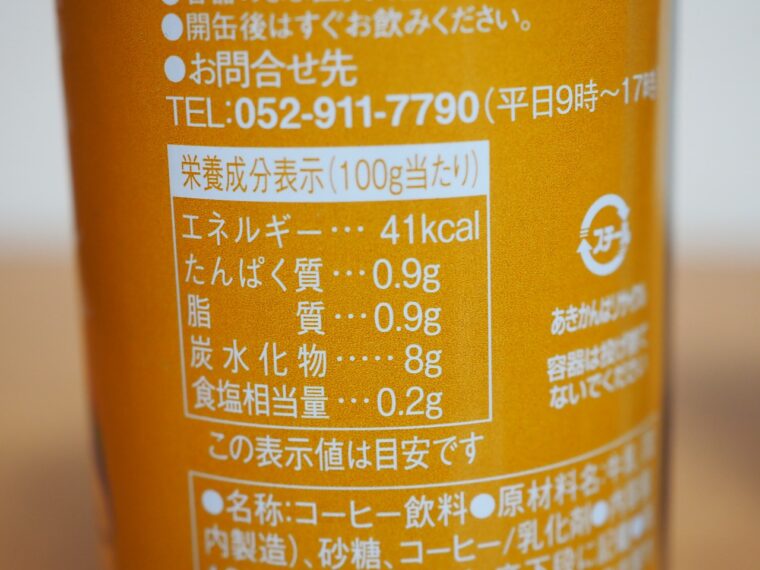 ●開缶後はすぐお飲みください。
●お問合せ先
TEL:052-911-7790(平日9時～17時
栄養成分表示(100g当たり)
エネルギー… 41kcal
たんぱく質…0.9g
脂 質…0.9g
炭水化物…‥ 8g
食塩相当量…0.2g
この表示値は目安です
スチール
あきかんはリサイクル
容器は投げ捨て
ないでください
●名称:コーヒー飲料●原材料名:牛乳
内製造)、砂糖、コーヒー/乳化剤